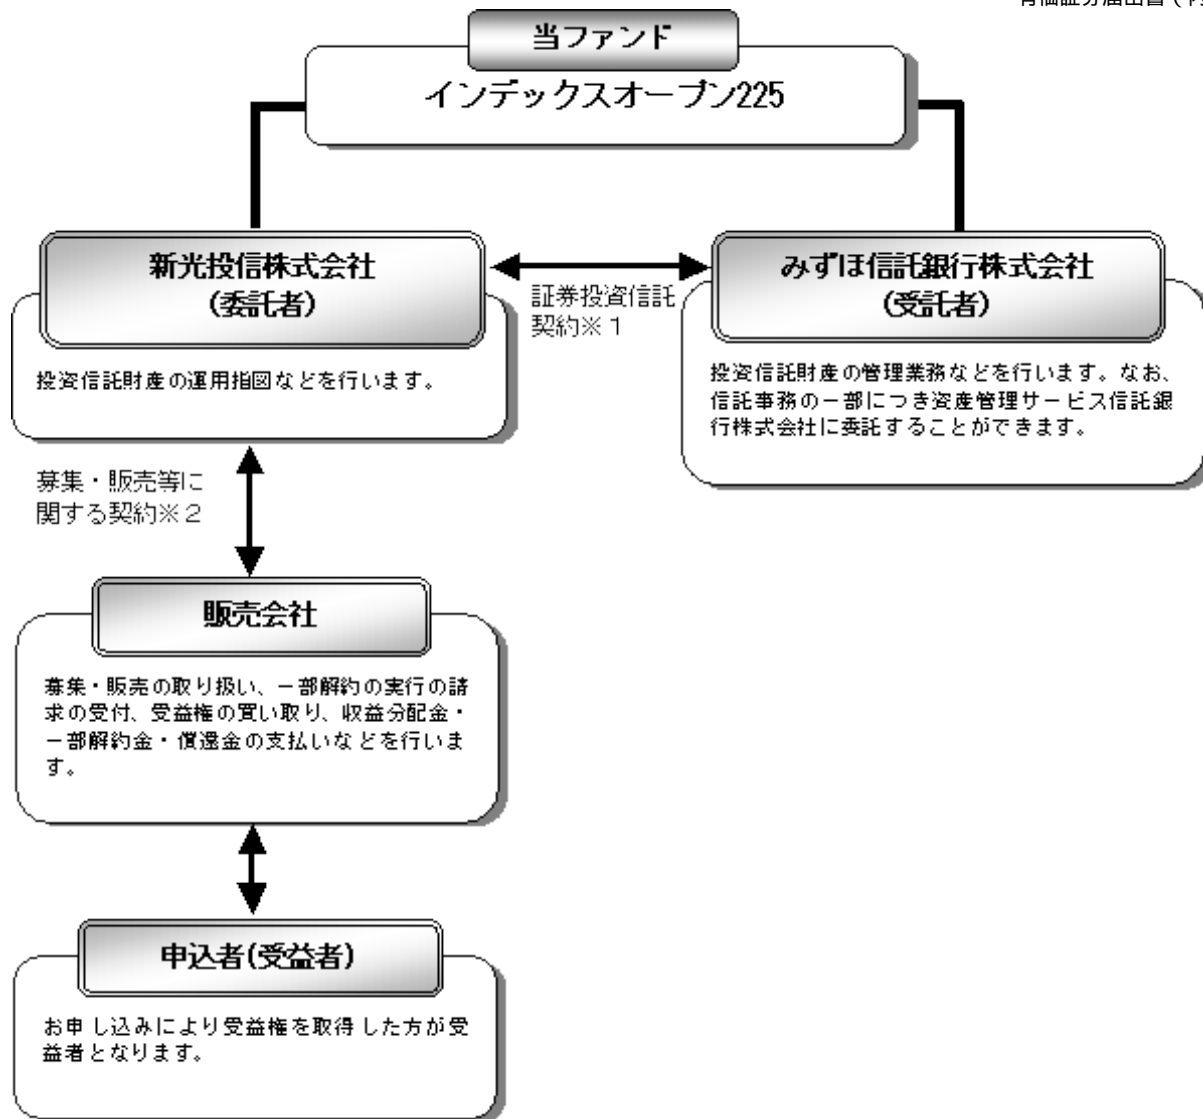 当ファンド
インデックスオープン225
新光投信株式会社
(委託者)
投資信託財産の運用指図などを行います。
証券投資信託
契約※1
みずほ信託銀行株式会社
(受託者)
投資信託財産の管理業務などを行います。なお、
信託事務の一部につき資産管理サービス信託銀
行株式会社に委託することができます。
募集・販売等に
関する契約※2
販売会社
募集・販売の取り扱い、一部解約の実行の請
求の受付、受益権の買い取り、収益分配金・
一部解約金・償還金の支払いなどを行いま
す。
申込者(受益者)
お申し込みにより受益権を取得した方が受
益者となります。